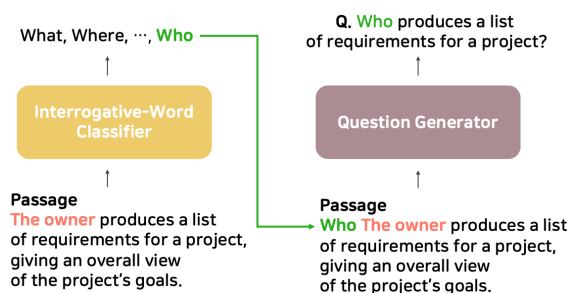 What, Where, ⋯, Who
Interrogative-Word
Classifier
Passage
The owner produces a list
of requirements for a project,
giving an overall view
of the project's goals.
Q. Who produces a list
of requirements for a project?
Question Generator
Passage
Who The owner produces a list
of requirements for a project,
giving an overall view
of the project's goals.